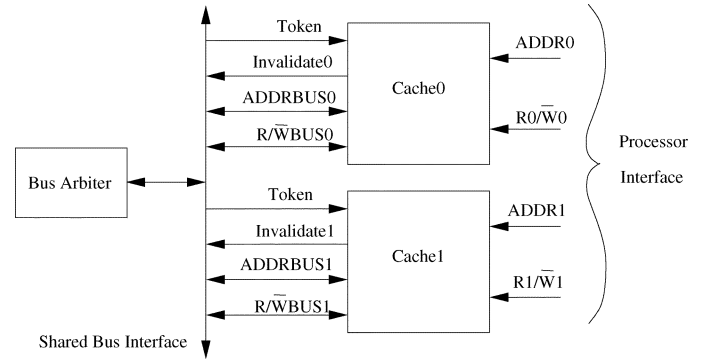 Token
Invalidate0
ADDRBUS0
R/W̅BUS0
Cache0
ADDR0
R0/W̅0
Processor
Interface
Bus Arbiter
Token
Invalidate1
ADDRBUS1
R/W̅BUS1
Cache1
ADDR1
R1/W̅1
Shared Bus Interface